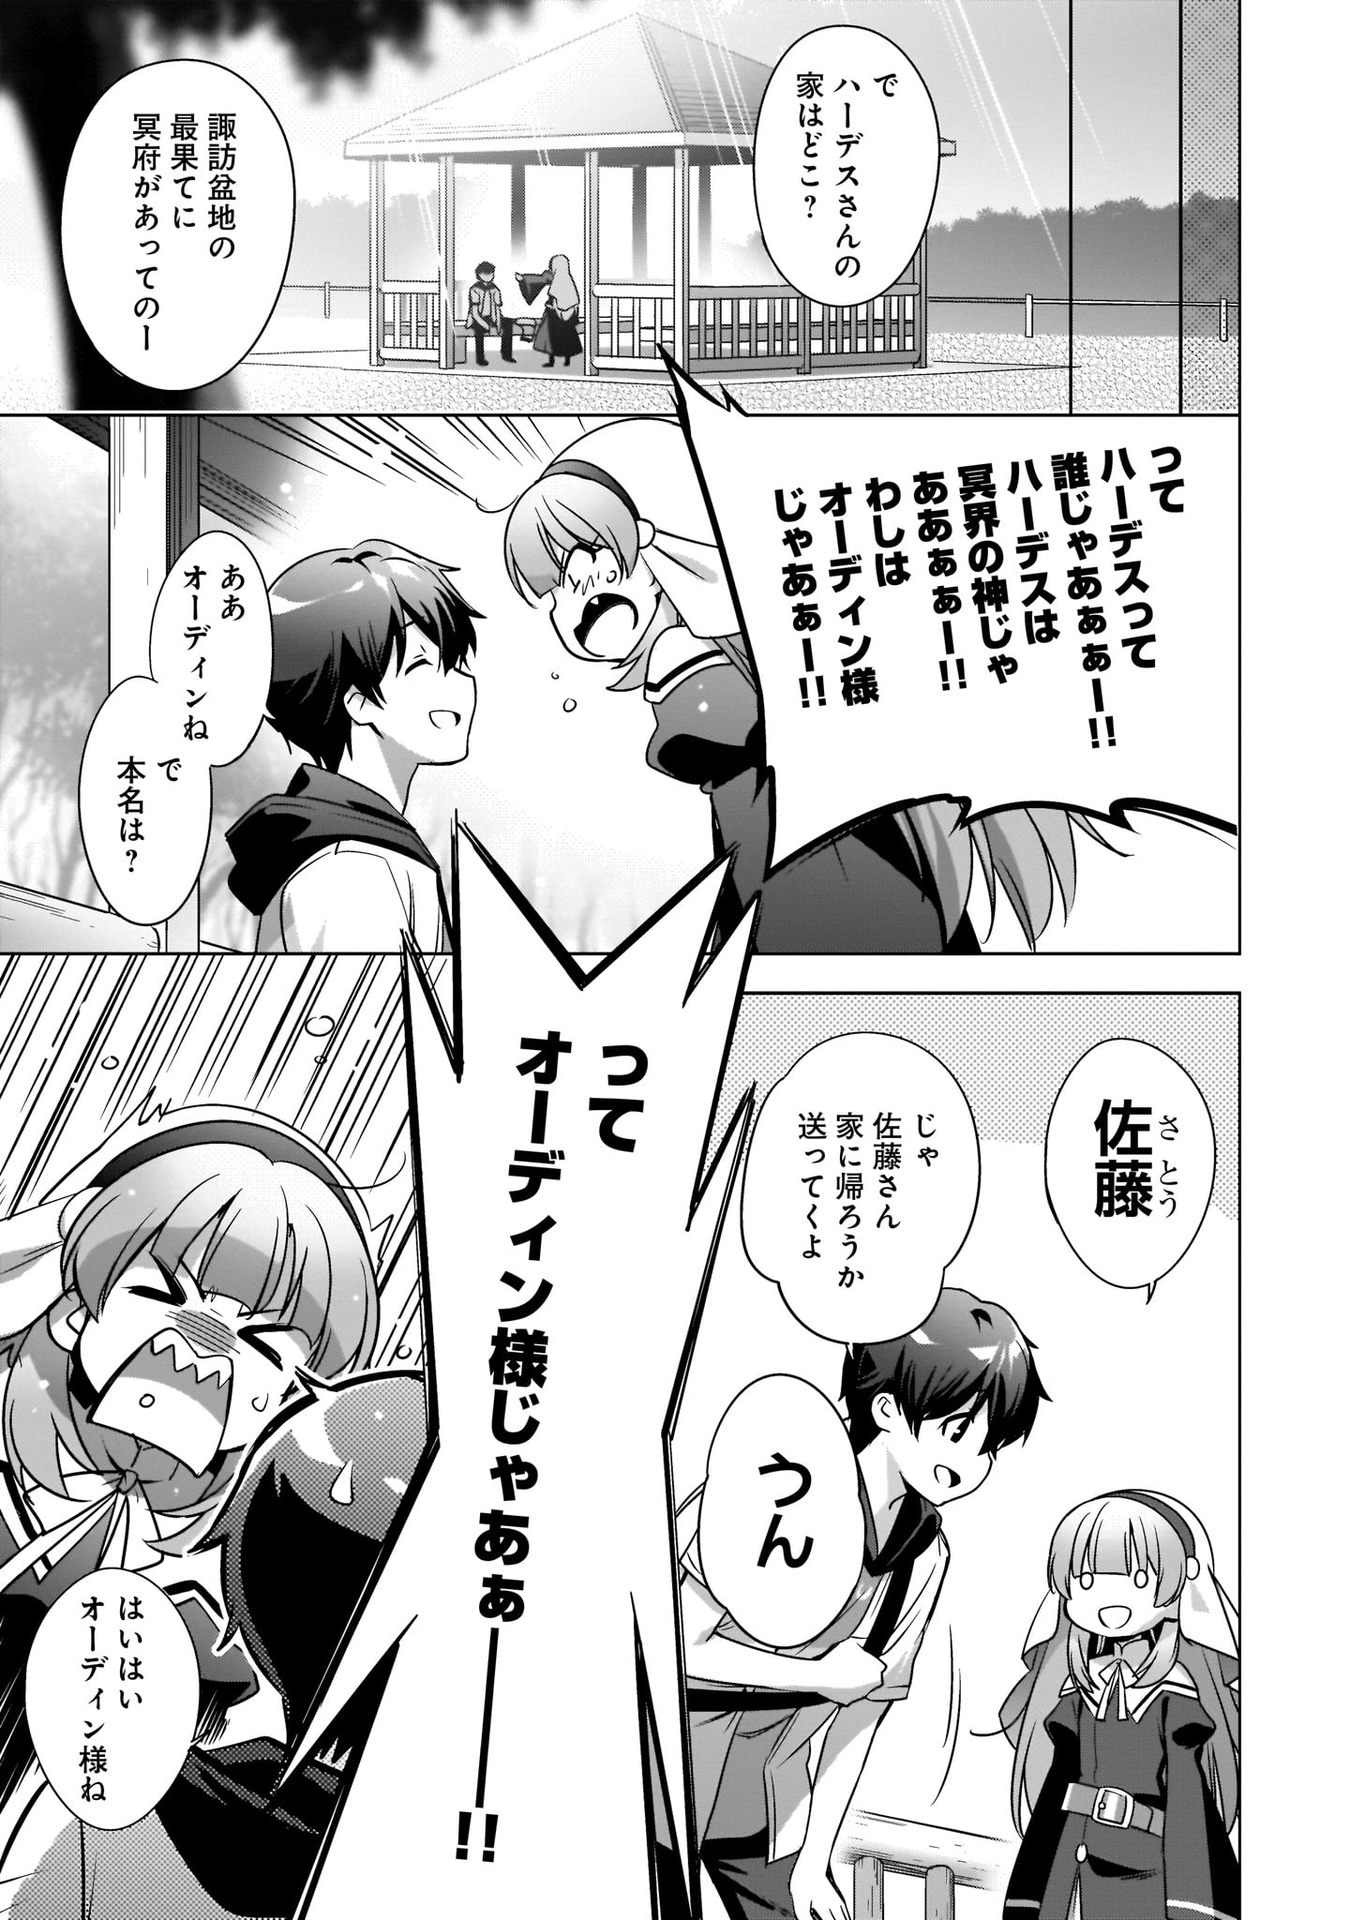 で
ハーデスさんの
家はどこ？
諏訪盆地の
最果てに
冥府があってのー
って
ハーデスって
誰じゃあぁぁー!!
ハーデスは
冥界の神じゃ
ああぁぁぁー!!
わしは
オーディン様
じゃあぁー!!
ああ
オーディンね
で
本名は？
佐藤
さとう
じゃ
佐藤さん
家に帰ろうか
送ってくよ
うん
って
オーディン様じゃあぁぁー!!
はいはい
オーディン様ね